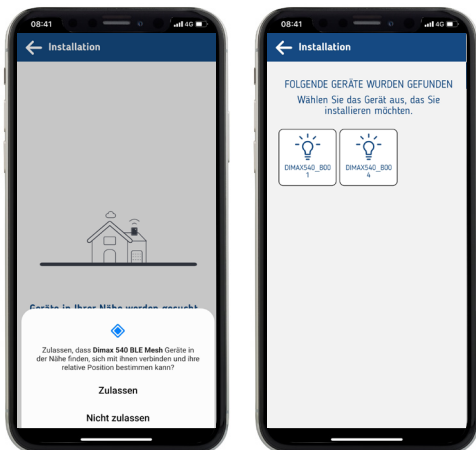 08:41
4G
Installation
Geräte in Ihrer Nähe werden gesucht
Zulassen, dass Dimax 540 BLE Mesh Geräte in
der Nähe finden, sich mit ihnen verbinden und ihre
relative Position bestimmen kann?
Zulassen
Nicht zulassen
08:41
4G
Installation
FOLGENDE GERÄTE WURDEN GEFUNDEN
Wählen Sie das Gerät aus, das Sie
installieren möchten.
DIMAX540_800
1
DIMAX540_800
4